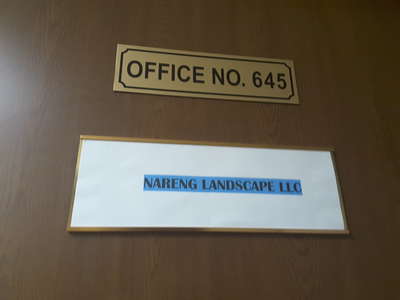 OFFICE NO. 645
NARENG LANDSCAPE LLC